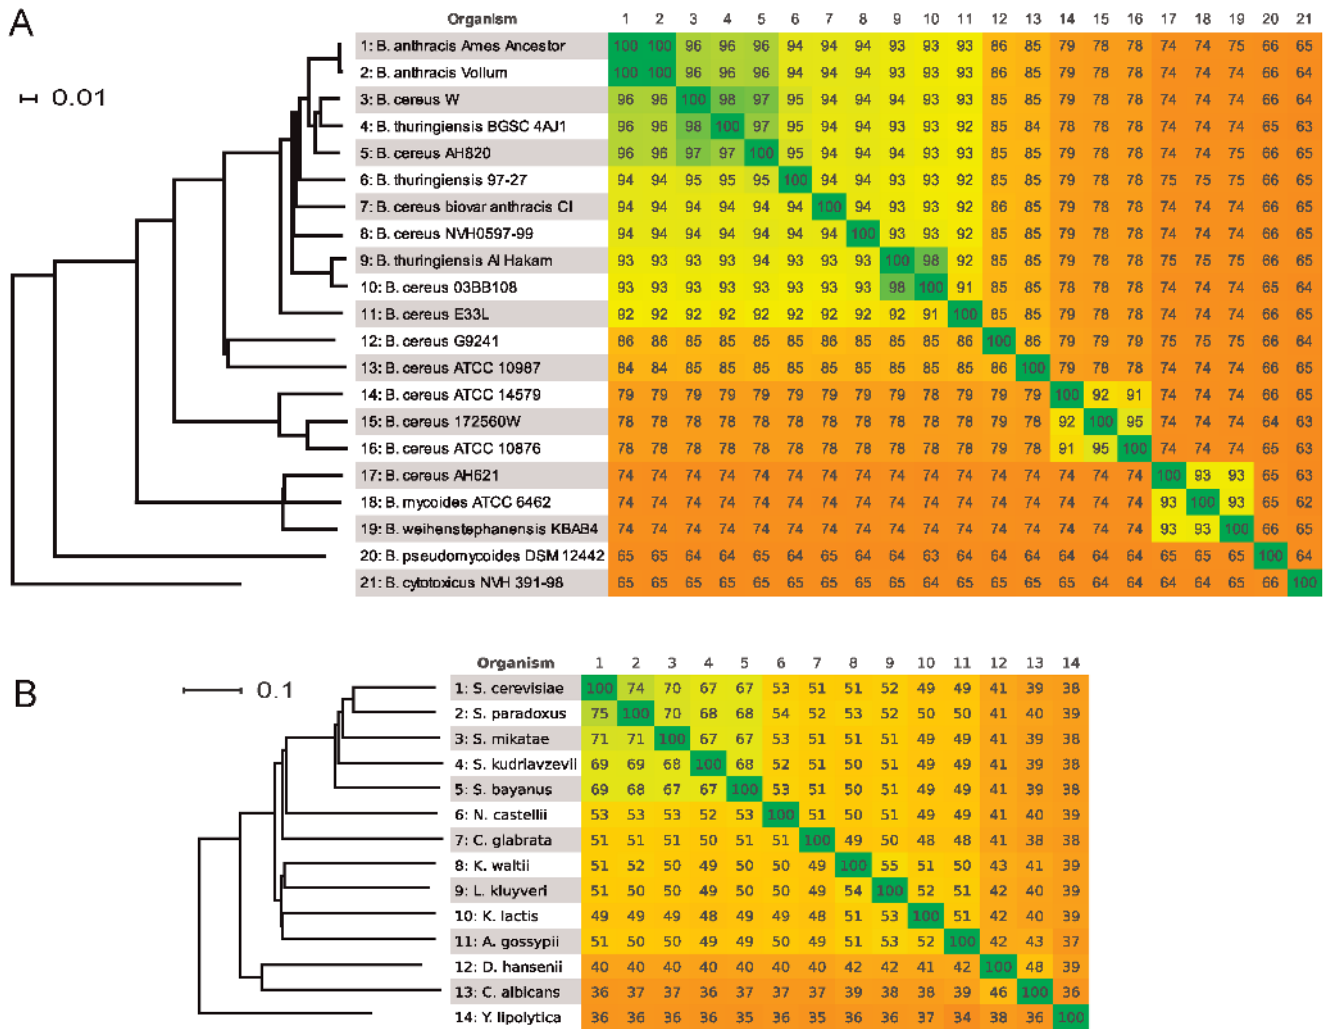 A
Organism 1 2 3 4 5 6 7 8 9 10 11 12 13 14 15 16 17 18 19 20 21
0.01
1: B. anthracis Ames Ancestor 100 100 96 96 96 94 94 94 93 93 93 86 85 79 78 78 74 74 75 66 65
2: B. anthracis Vollum 100 100 96 96 96 94 94 94 93 93 93 86 85 79 78 78 74 74 74 66 64
3: B. cereus W 96 96 100 98 97 95 94 94 94 93 93 85 85 79 78 78 74 74 74 66 64
4: B. thuringiensis BGSC 4AJ1 96 96 98 100 97 95 94 94 93 93 92 85 84 78 78 78 74 74 74 65 63
5: B. cereus AH820 96 96 97 97 100 95 94 94 94 93 93 85 85 79 78 78 74 74 75 66 65
6: B. thuringiensis 97-27 94 94 95 95 95 100 94 94 93 93 92 85 85 79 78 78 75 75 75 66 65
7: B. cereus biovar anthracis CI 94 94 94 94 94 94 100 94 93 93 92 86 85 79 78 78 74 74 74 66 65
8: B. cereus NVH0597-99 94 94 94 94 94 94 94 100 93 93 92 85 85 79 78 78 74 74 74 66 65
9: B. thuringiensis Al Hakam 93 93 93 93 94 93 93 93 100 98 92 85 85 79 78 78 75 75 75 66 65
10: B. cereus 03BB108 93 93 93 93 93 93 93 93 98 100 91 85 85 78 78 78 74 74 74 65 64
11: B. cereus E33L 92 92 92 92 92 92 92 92 92 91 100 85 85 79 78 78 74 74 74 66 65
12: B. cereus G9241 86 86 85 85 85 85 86 85 85 85 86 100 86 79 79 79 75 75 75 66 64
13: B. cereus ATCC 10987 84 84 85 85 85 85 85 85 85 85 85 86 100 79 78 78 74 74 74 66 65
14: B. cereus ATCC 14579 79 79 79 79 79 79 79 79 79 78 79 79 79 100 92 91 74 74 74 66 65
15: B. cereus 172560W 78 78 78 78 78 78 78 78 78 78 78 79 78 92 100 95 74 74 74 64 63
16: B. cereus ATCC 10876 78 78 78 78 78 78 78 78 78 78 78 79 78 91 95 100 74 74 74 65 63
17: B. cereus AH621 74 74 74 74 74 74 74 74 74 74 74 74 74 74 74 74 100 93 93 65 63
18: B. mycoides ATCC 6462 74 74 74 74 74 74 74 74 74 74 74 74 74 74 74 74 93 100 93 65 62
19: B. weihenstephanensis KBAB4 74 74 74 74 74 74 74 74 74 74 74 74 74 74 74 74 93 93 100 66 65
20: B. pseudomycoides DSM 12442 65 65 64 64 65 64 65 64 64 63 64 65 64 65 64 64 65 65 65 100 64
21: B. cytotoxicus NVH 391-98 65 65 65 65 65 65 65 65 65 64 65 65 65 65 64 64 64 64 65 66 100
B
Organism 1 2 3 4 5 6 7 8 9 10 11 12 13 14
0.1
1: S. cerevisiae 100 74 70 67 67 53 51 51 52 49 49 41 39 38
2: S. paradoxus 75 100 70 68 68 54 52 53 52 50 50 41 40 39
3: S. mikatae 71 71 100 67 67 53 51 51 51 49 49 41 39 38
4: S. kudriavzevii 69 69 68 100 68 52 51 50 51 49 49 41 39 38
5: S. bayanus 69 68 67 67 100 53 51 50 51 49 49 41 39 38
6: N. castellii 53 53 53 52 53 100 51 50 51 49 49 41 40 39
7: C. glabrata 51 51 51 50 51 51 100 49 50 48 48 41 38 38
8: K. waltii 51 52 50 49 50 50 49 100 55 51 50 43 41 39
9: L. kluyveri 51 50 50 49 50 50 49 54 100 52 51 42 40 39
10: K. lactis 49 49 49 48 49 49 48 51 53 100 51 42 40 39
11: A. gossypii 51 50 50 49 49 50 49 51 53 52 100 42 43 37
12: D. hansenii 40 40 40 40 40 40 40 42 42 41 42 100 48 39
13: C. albicans 36 37 37 36 37 37 37 39 38 38 39 46 100 36
14: Y. lipolytica 36 36 36 36 35 36 35 36 36 37 34 38 36 100